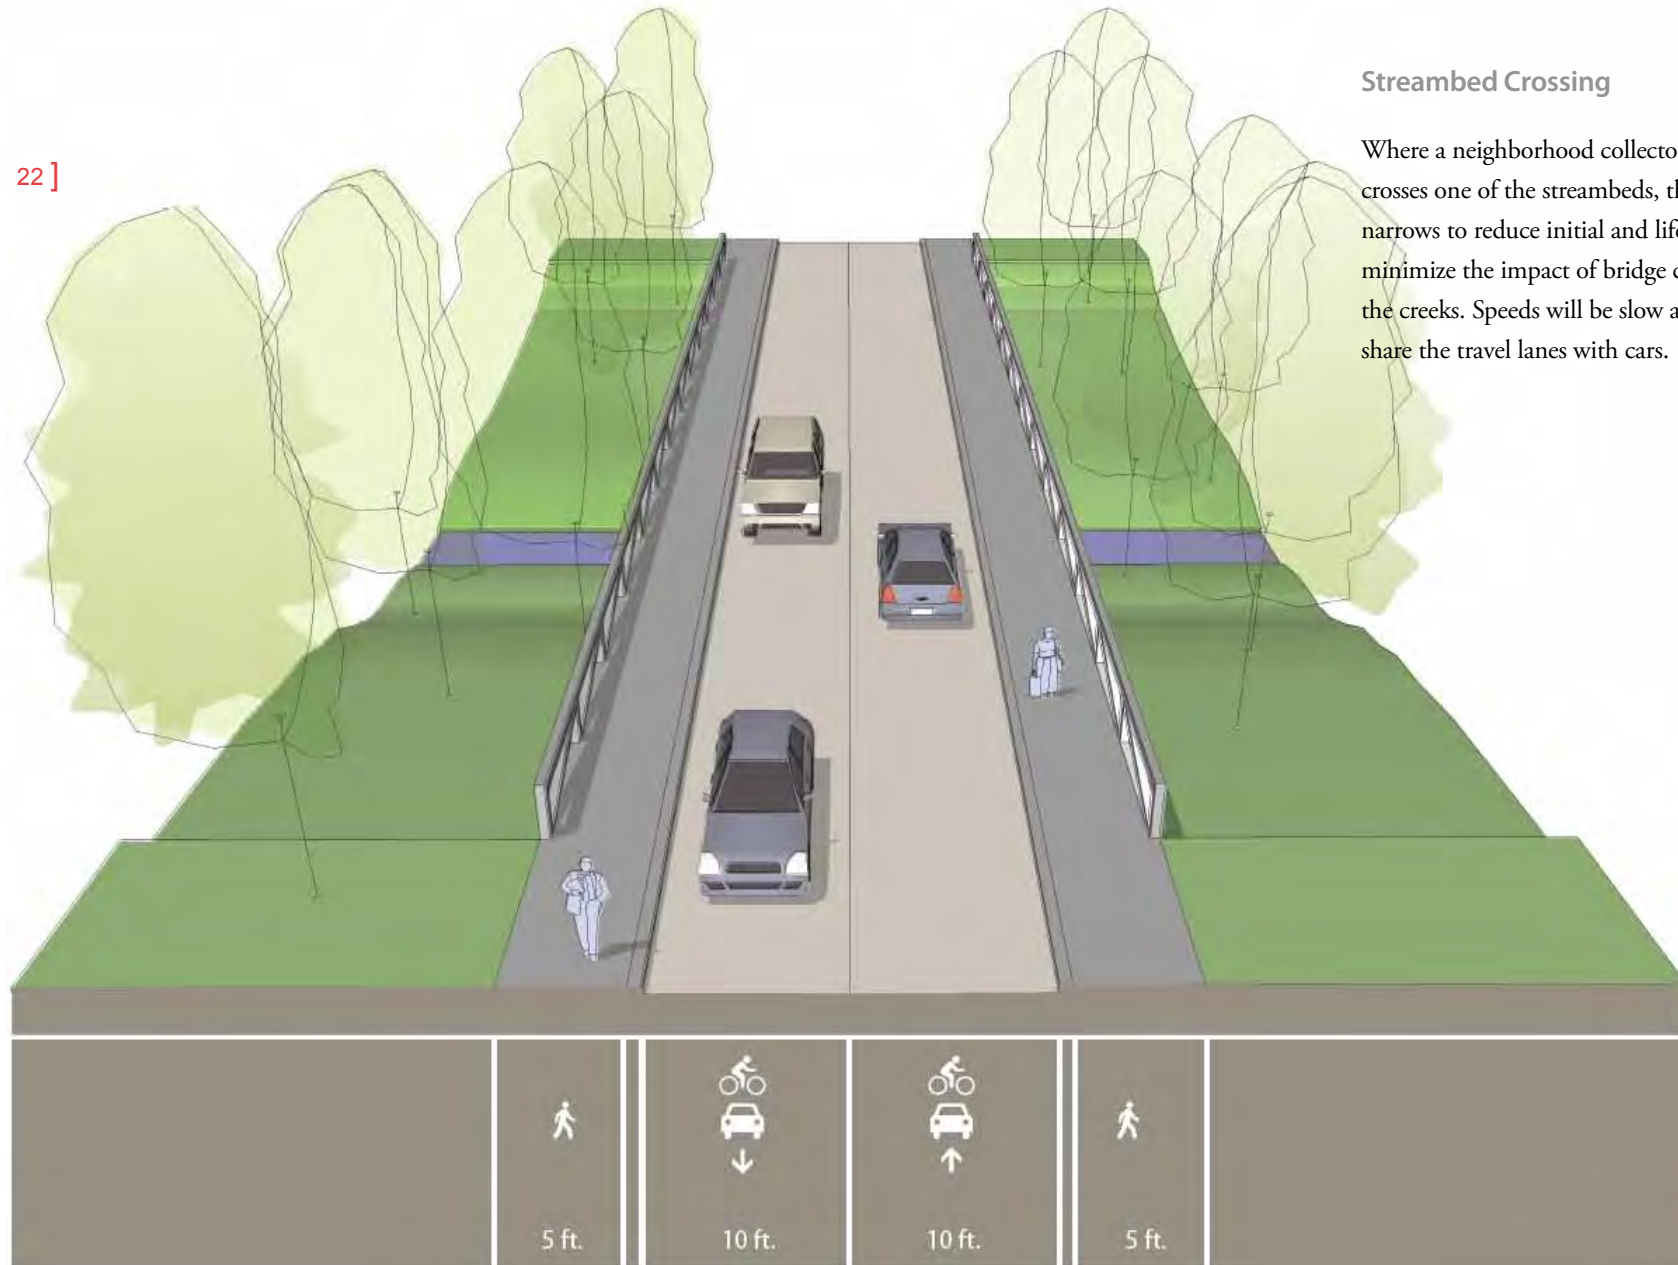 Streambed Crossing
22 ]
Where a neighborhood
crosses one of the streambeds,
narrows to reduce initial and
minimize the impact of bridge
the creeks. Speeds will be slow
share the travel lanes with cars.
5 ft.
10 ft.
10 ft.
5 ft.